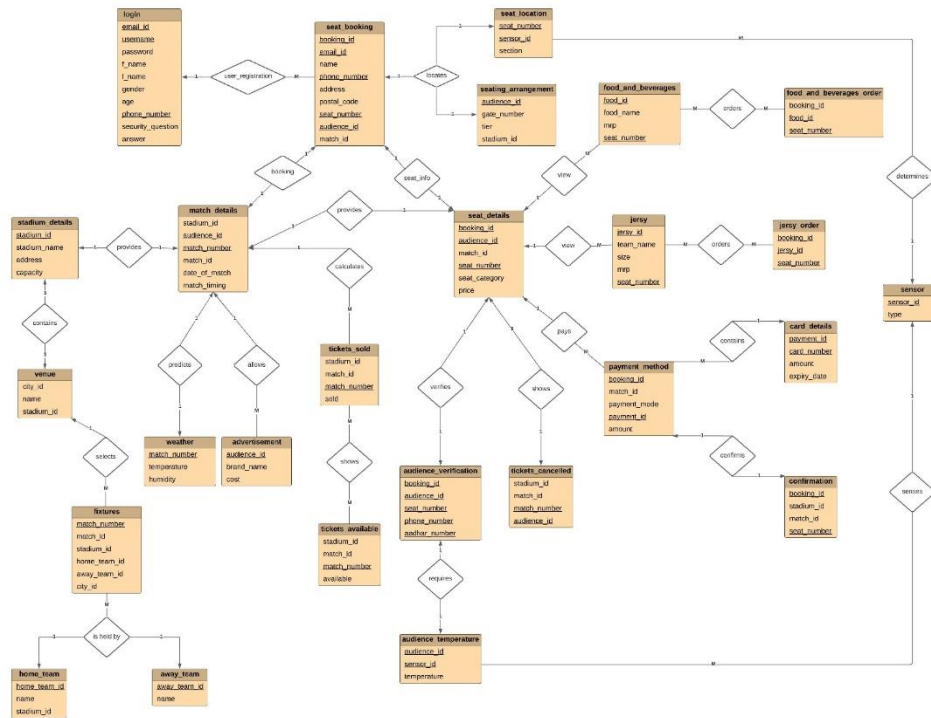 login
email_id
username
password
f_name
l_name
gender
age
phone_number
security_question
answer
user_registration
seat_booking
booking_id
email_id
name
phone_number
address
postal_code
seat_number
audience_id
match_id
locates
seat_location
seat_number
sensor_id
section
seating_arrangement
audience_id
gate_number
tier
stadium_id
food_and_beverages
food_id
food_name
mrp
seat_number
orders
food_and_beverages_order
booking_id
food_id
seat_number
determines
booking
seat_info
view
stadium_details
stadium_id
stadium_name
address
capacity
provides
match_details
stadium_id
audience_id
match_number
match_id
date_of_match
match_timing
provides
seat_details
booking_id
audience_id
match_id
seat_number
seat_category
price
view
jersy
jersy_id
team_name
size
mrp
seat_number
orders
jersy_order
booking_id
jersy_id
seat_number
sensor
sensor_id
type
contains
calculates
pays
contains
card_details
payment_id
card_number
amount
expiry_date
venue
city_id
name
stadium_id
predicts
allows
tickets_sold
stadium_id
match_id
match_number
sold
verifies
shows
payment_method
booking_id
match_id
payment_mode
payment_id
amount
selects
weather
match_number
temperature
humidity
advertisement
audience_id
brand_name
cost
shows
audience_verification
booking_id
audience_id
seat_number
phone_number
aadhar_number
tickets_cancelled
stadium_id
match_id
match_number
audience_id
confirms
confirmation
booking_id
stadium_id
match_id
seat_number
senses
fixtures
match_number
match_id
stadium_id
home_team_id
away_team_id
city_id
tickets_available
stadium_id
match_id
match_number
available
requires
is held by
home_team
home_team_id
name
stadium_id
away_team
away_team_id
name
audience_temperature
audience_id
sensor_id
temperature